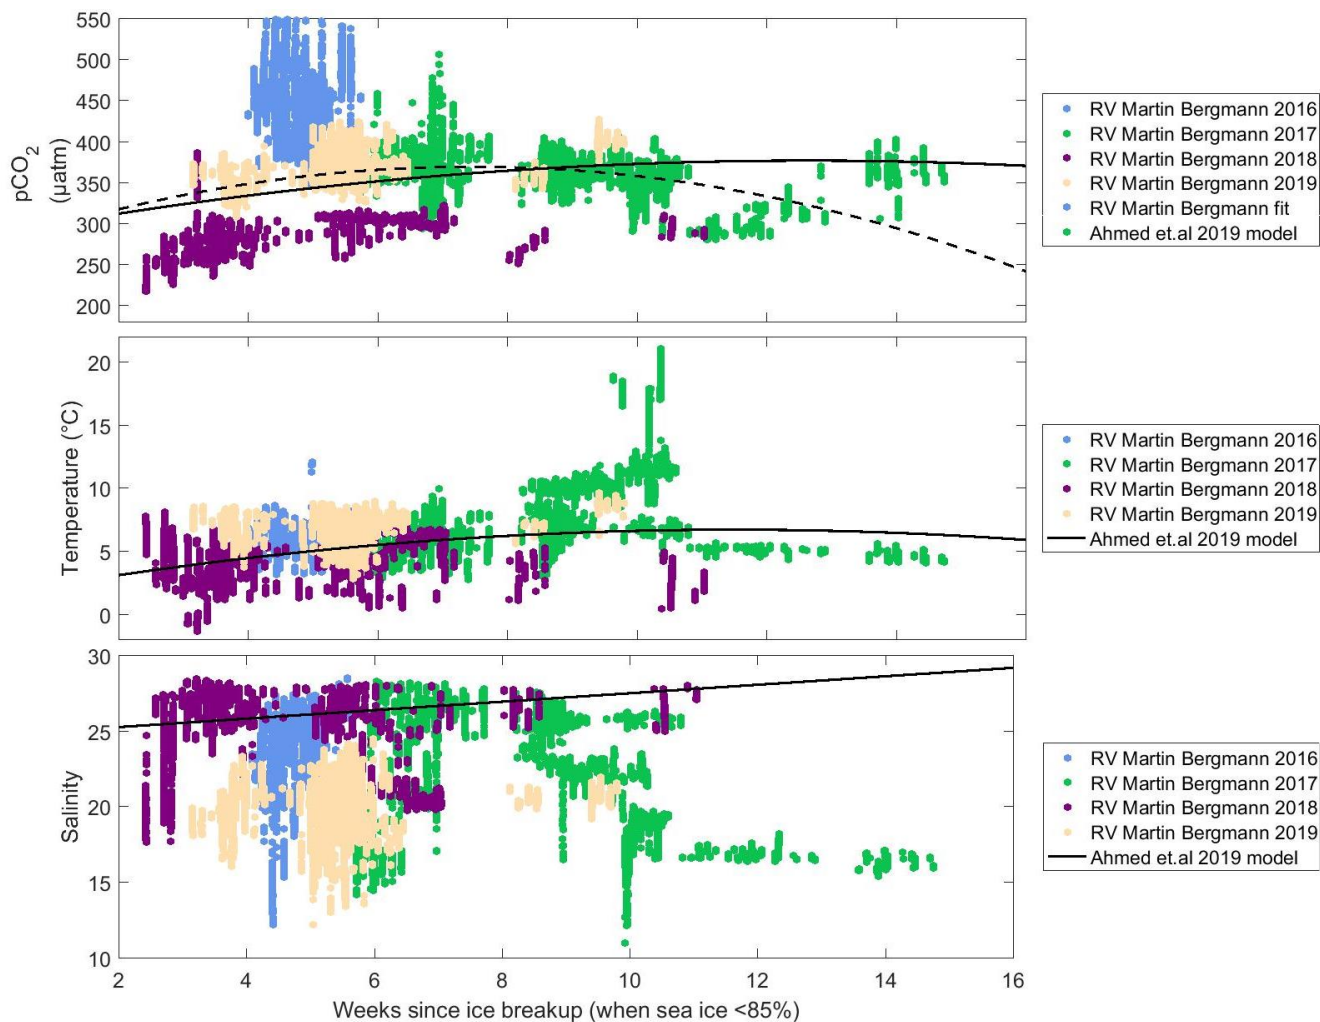 550
500
450
400
350
300
250
200
pCO2
(µatm)
RV Martin Bergmann 2016
RV Martin Bergmann 2017
RV Martin Bergmann 2018
RV Martin Bergmann 2019
RV Martin Bergmann fit
Ahmed et.al 2019 model
20
15
10
5
0
Temperature (°C)
RV Martin Bergmann 2016
RV Martin Bergmann 2017
RV Martin Bergmann 2018
RV Martin Bergmann 2019
Ahmed et.al 2019 model
30
25
20
15
10
Salinity
RV Martin Bergmann 2016
RV Martin Bergmann 2017
RV Martin Bergmann 2018
RV Martin Bergmann 2019
Ahmed et.al 2019 model
2 4 6 8 10 12 14 16
Weeks since ice breakup (when sea ice <85%)